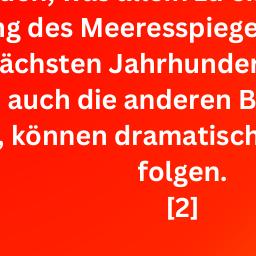 ng des Meeresspiege
ächsten Jahrhunder
auch die anderen B
, können dramatisch
folgen.
[2]